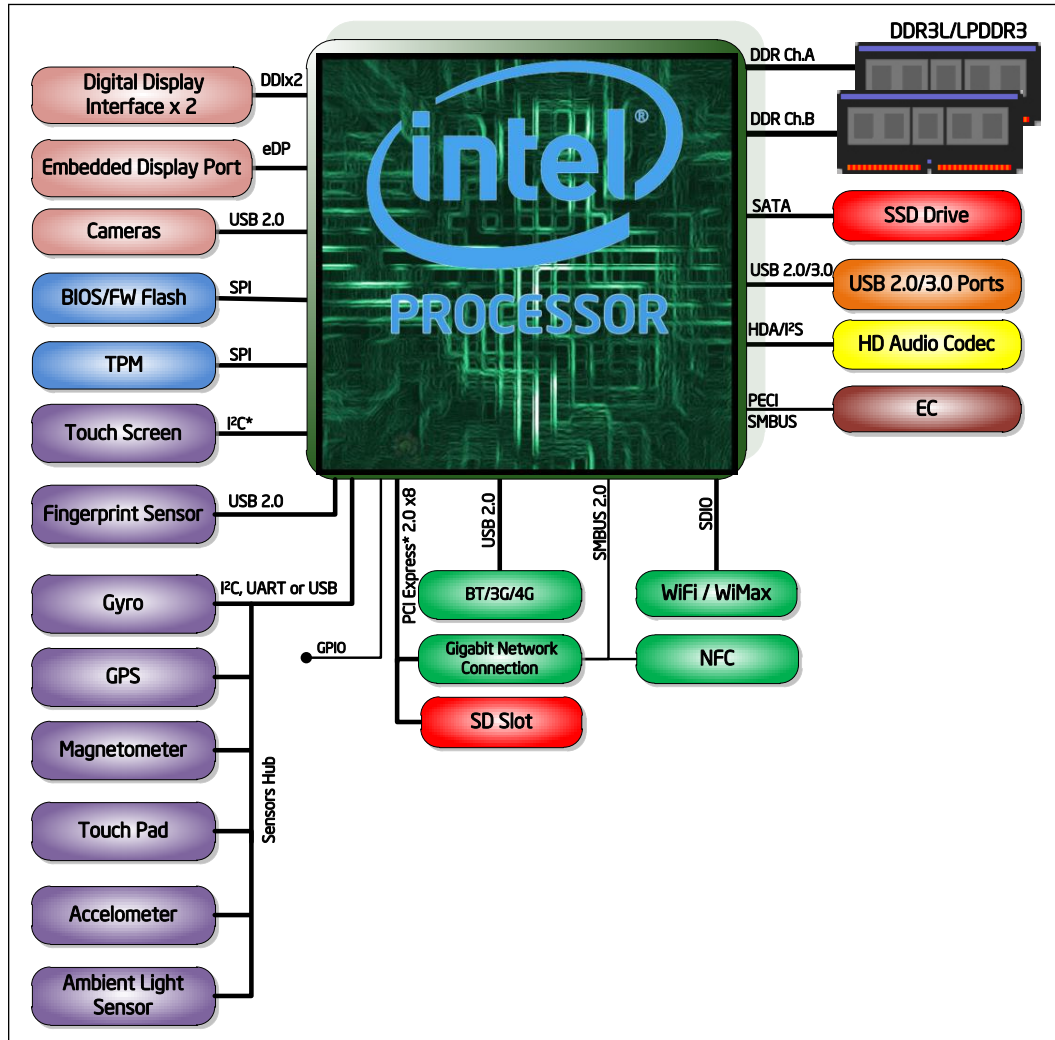 DDR3L/LPDDR3
DDR Ch.A
DDR Ch.B
Digital Display
Interface x 2
DDIx2
Embedded Display Port
eDP
Cameras
USB 2.0
BIOS/FW Flash
SPI
TPM
SPI
Touch Screen
I²C*
Fingerprint Sensor
USB 2.0
intel®
PROCESSOR
SATA
SSD Drive
USB 2.0/3.0
USB 2.0/3.0 Ports
HDA/I²S
HD Audio Codec
PECI
SMBUS
EC
Gyro
I²C, UART or USB
GPS
Magnetometer
Touch Pad
Accelometer
Ambient Light
Sensor
Sensors Hub
GPIO
PCI Express* 2.0 x8
USB 2.0
SMBUS 2.0
SDIO
BT/3G/4G
WiFi / WiMax
Gigabit Network
Connection
NFC
SD Slot